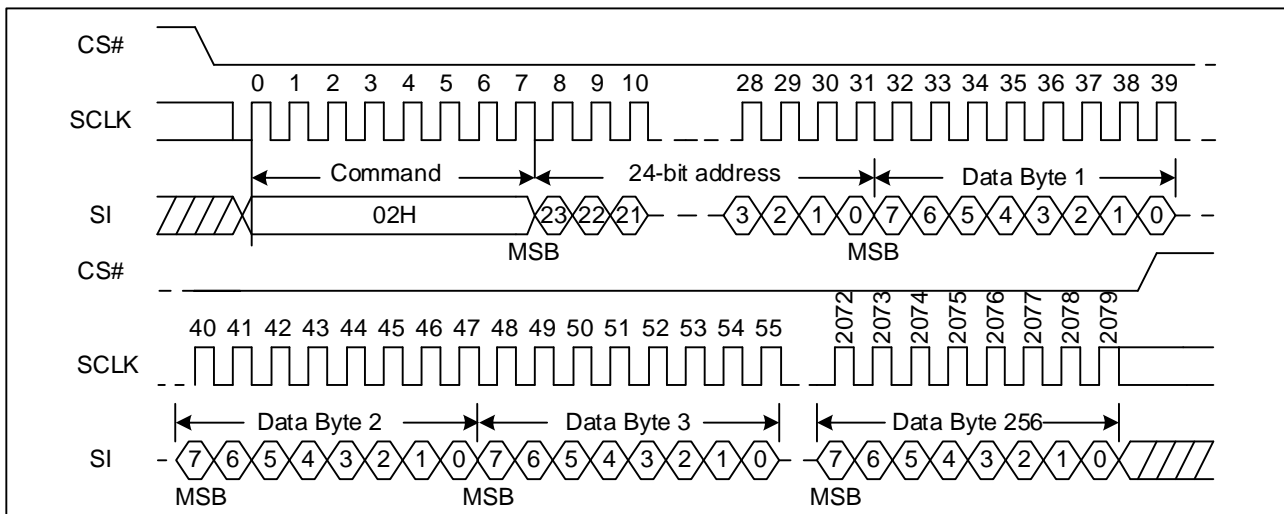 CS#
0 1 2 3 4 5 6 7 8 9 10 28 29 30 31 32 33 34 35 36 37 38 39
SCLK
Command 24-bit address Data Byte 1
SI 02H 23 22 21 3 2 1 0 7 6 5 4 3 2 1 0
MSB MSB
CS#
40 41 42 43 44 45 46 47 48 49 50 51 52 53 54 55 2072 2073 2074 2075 2076 2077 2078 2079
SCLK
Data Byte 2 Data Byte 3 Data Byte 256
SI 7 6 5 4 3 2 1 0 7 6 5 4 3 2 1 0 7 6 5 4 3 2 1 0
MSB MSB MSB